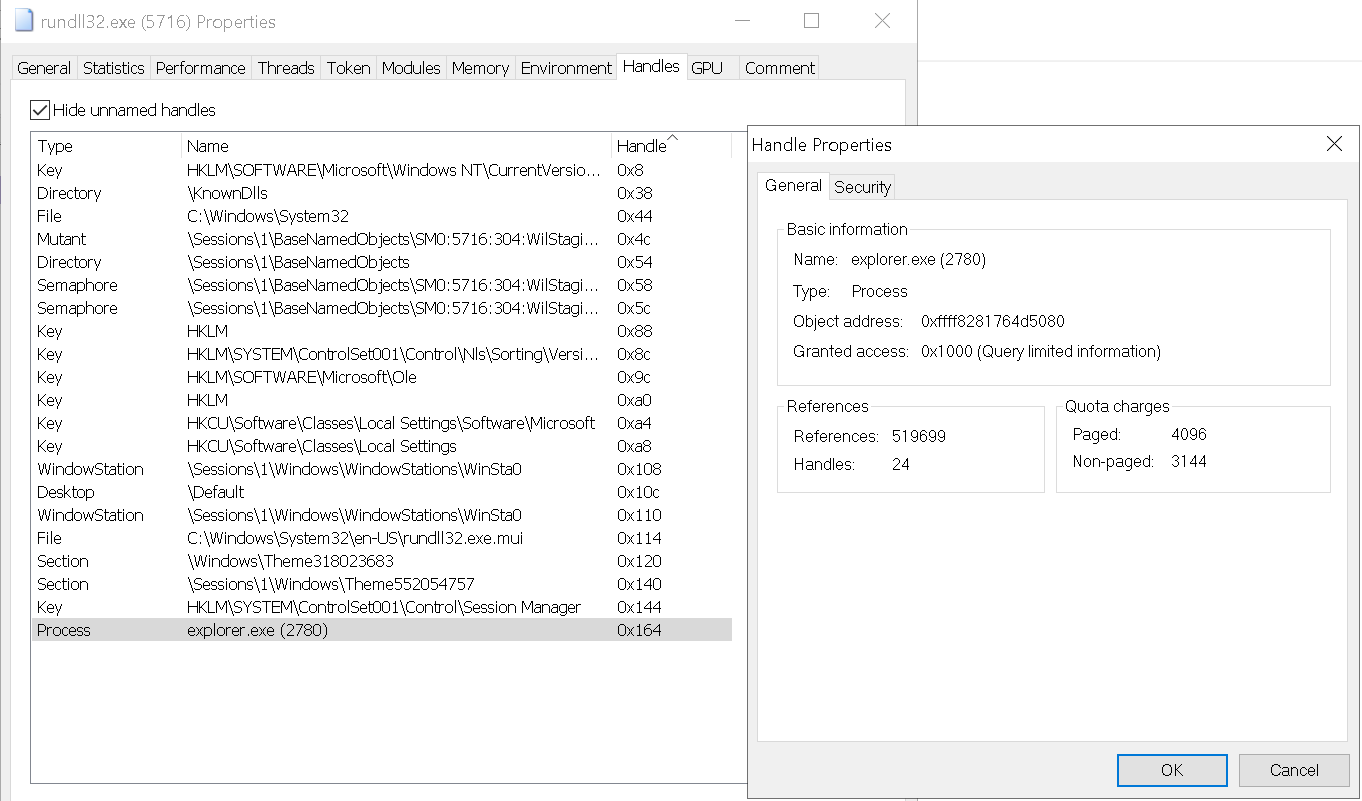 rundll32.exe (5716) Properties
General Statistics Performance Threads Token Modules Memory Environment Handles GPU Comment
Hide unnamed handles
Type Name Handle
Key HKLM\SOFTWARE\Microsoft\Windows NT\CurrentVersio... 0x8
Directory \KnownDlls 0x38
File C:\Windows\System32 0x44
Mutant \Sessions\1\BaseNamedObjects\SM0:5716:304:WilStagi... 0x4c
Directory \Sessions\1\BaseNamedObjects 0x54
Semaphore \Sessions\1\BaseNamedObjects\SM0:5716:304:WilStagi... 0x58
Semaphore \Sessions\1\BaseNamedObjects\SM0:5716:304:WilStagi... 0x5c
Key HKLM 0x88
Key HKLM\SYSTEM\ControlSet001\Control\Nls\Sorting\Versi... 0x8c
Key HKLM\SOFTWARE\Microsoft\Ole 0x9c
Key HKLM 0xa0
Key HKCU\Software\Classes\Local Settings\Software\Microsoft 0xa4
Key HKCU\Software\Classes\Local Settings 0xa8
WindowStation \Sessions\1\Windows\WindowStations\WinSta0 0x108
Desktop \Default 0x10c
WindowStation \Sessions\1\Windows\WindowStations\WinSta0 0x110
File C:\Windows\System32\en-US\rundll32.exe.mui 0x114
Section \Windows\Theme318023683 0x120
Section \Sessions\1\Windows\Theme552054757 0x140
Key HKLM\SYSTEM\ControlSet001\Control\Session Manager 0x144
Process explorer.exe (2780) 0x164
Handle Properties
General Security
Basic information
Name: explorer.exe (2780)
Type: Process
Object address: 0xffff8281764d5080
Granted access: 0x1000 (Query limited information)
References
References: 519699
Handles: 24
Quota charges
Paged: 4096
Non-paged: 3144
OK Cancel